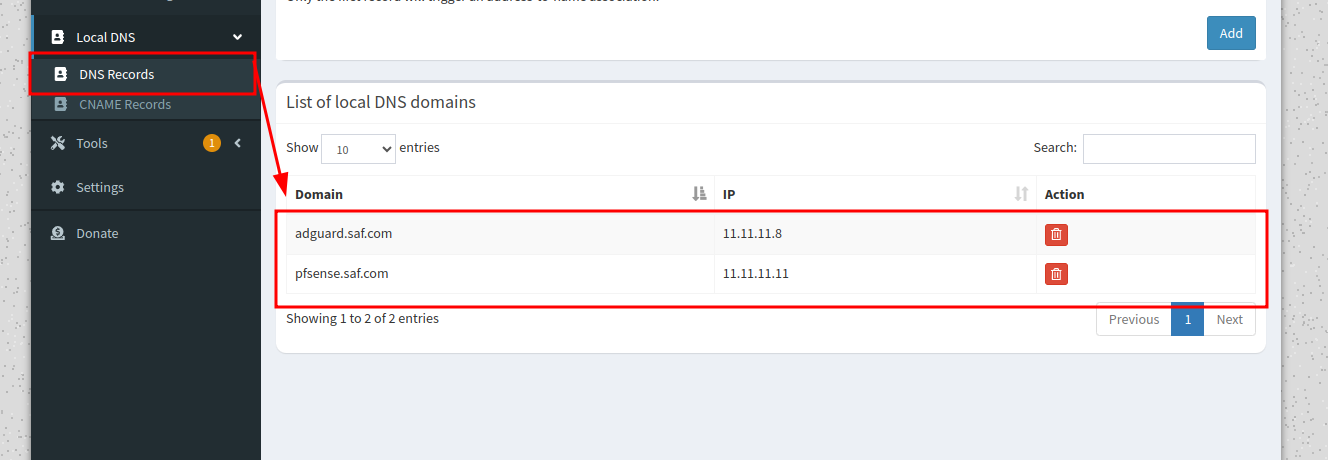 Local DNS
DNS Records
CNAME Records
Tools 1
Settings
Donate
Add
List of local DNS domains
Show 10 entries Search:
Domain IP Action
adguard.saf.com 11.11.11.8
pfsense.saf.com 11.11.11.11
Showing 1 to 2 of 2 entries Previous 1 Next